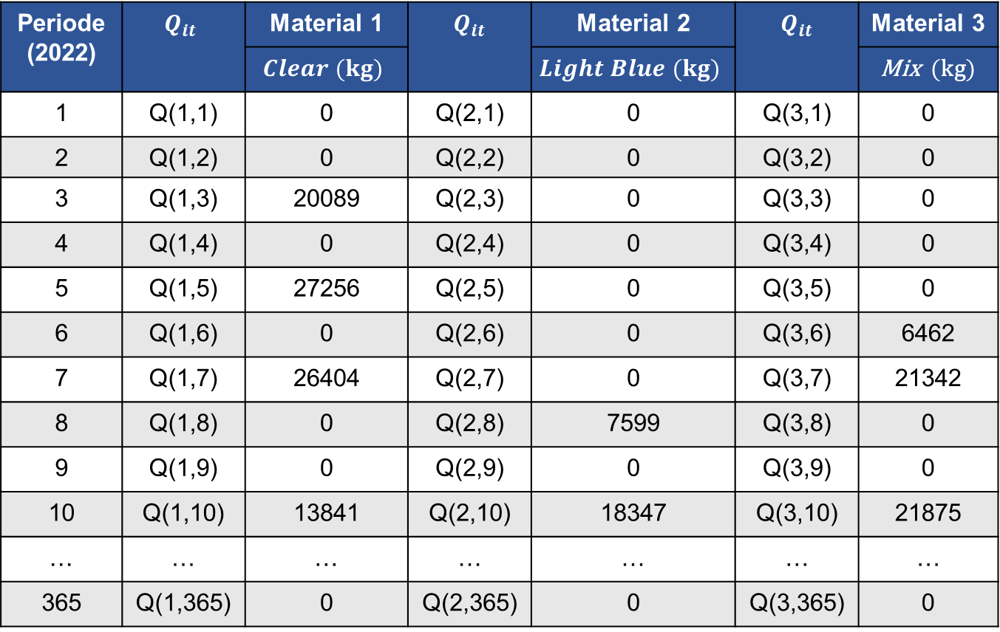 Periode (2022) Q_it Material 1 Q_it Material 2 Q_it Material 3
Clear (kg) Light Blue (kg) Mix (kg)
1 Q(1,1) 0 Q(2,1) 0 Q(3,1) 0
2 Q(1,2) 0 Q(2,2) 0 Q(3,2) 0
3 Q(1,3) 20089 Q(2,3) 0 Q(3,3) 0
4 Q(1,4) 0 Q(2,4) 0 Q(3,4) 0
5 Q(1,5) 27256 Q(2,5) 0 Q(3,5) 0
6 Q(1,6) 0 Q(2,6) 0 Q(3,6) 6462
7 Q(1,7) 26404 Q(2,7) 0 Q(3,7) 21342
8 Q(1,8) 0 Q(2,8) 7599 Q(3,8) 0
9 Q(1,9) 0 Q(2,9) 0 Q(3,9) 0
10 Q(1,10) 13841 Q(2,10) 18347 Q(3,10) 21875
… … … … … … …
365 Q(1,365) 0 Q(2,365) 0 Q(3,365) 0